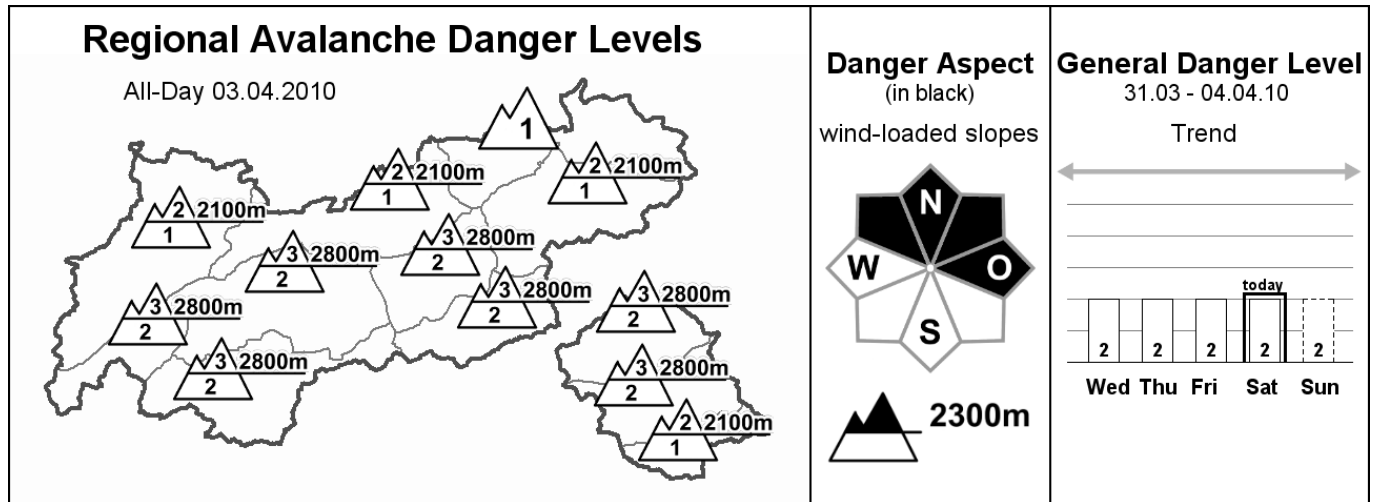 Regional Avalanche Danger Levels
All-Day 03.04.2010
1
2 2100m
1
2 2100m
1
2 2100m
1
3 2800m
2
3 2800m
2
3 2800m
2
3 2800m
2
3 2800m
2
3 2800m
2
3 2800m
2
2 2100m
1
Danger Aspect
(in black)
wind-loaded slopes
N
W
O
S
2300m
General Danger Level
31.03 - 04.04.10
Trend
today
2 2 2 2 2
Wed Thu Fri Sat Sun